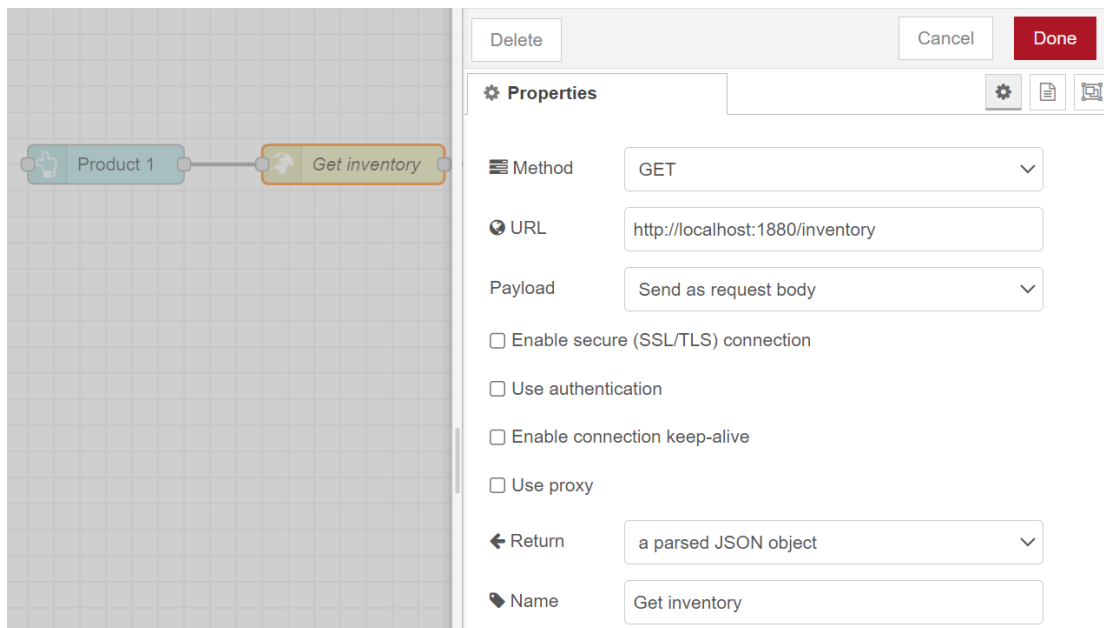 Delete
Cancel
Done
Properties
Product 1
Get inventory
Method
GET
URL
http://localhost:1880/inventory
Payload
Send as request body
Enable secure (SSL/TLS) connection
Use authentication
Enable connection keep-alive
Use proxy
Return
a parsed JSON object
Name
Get inventory